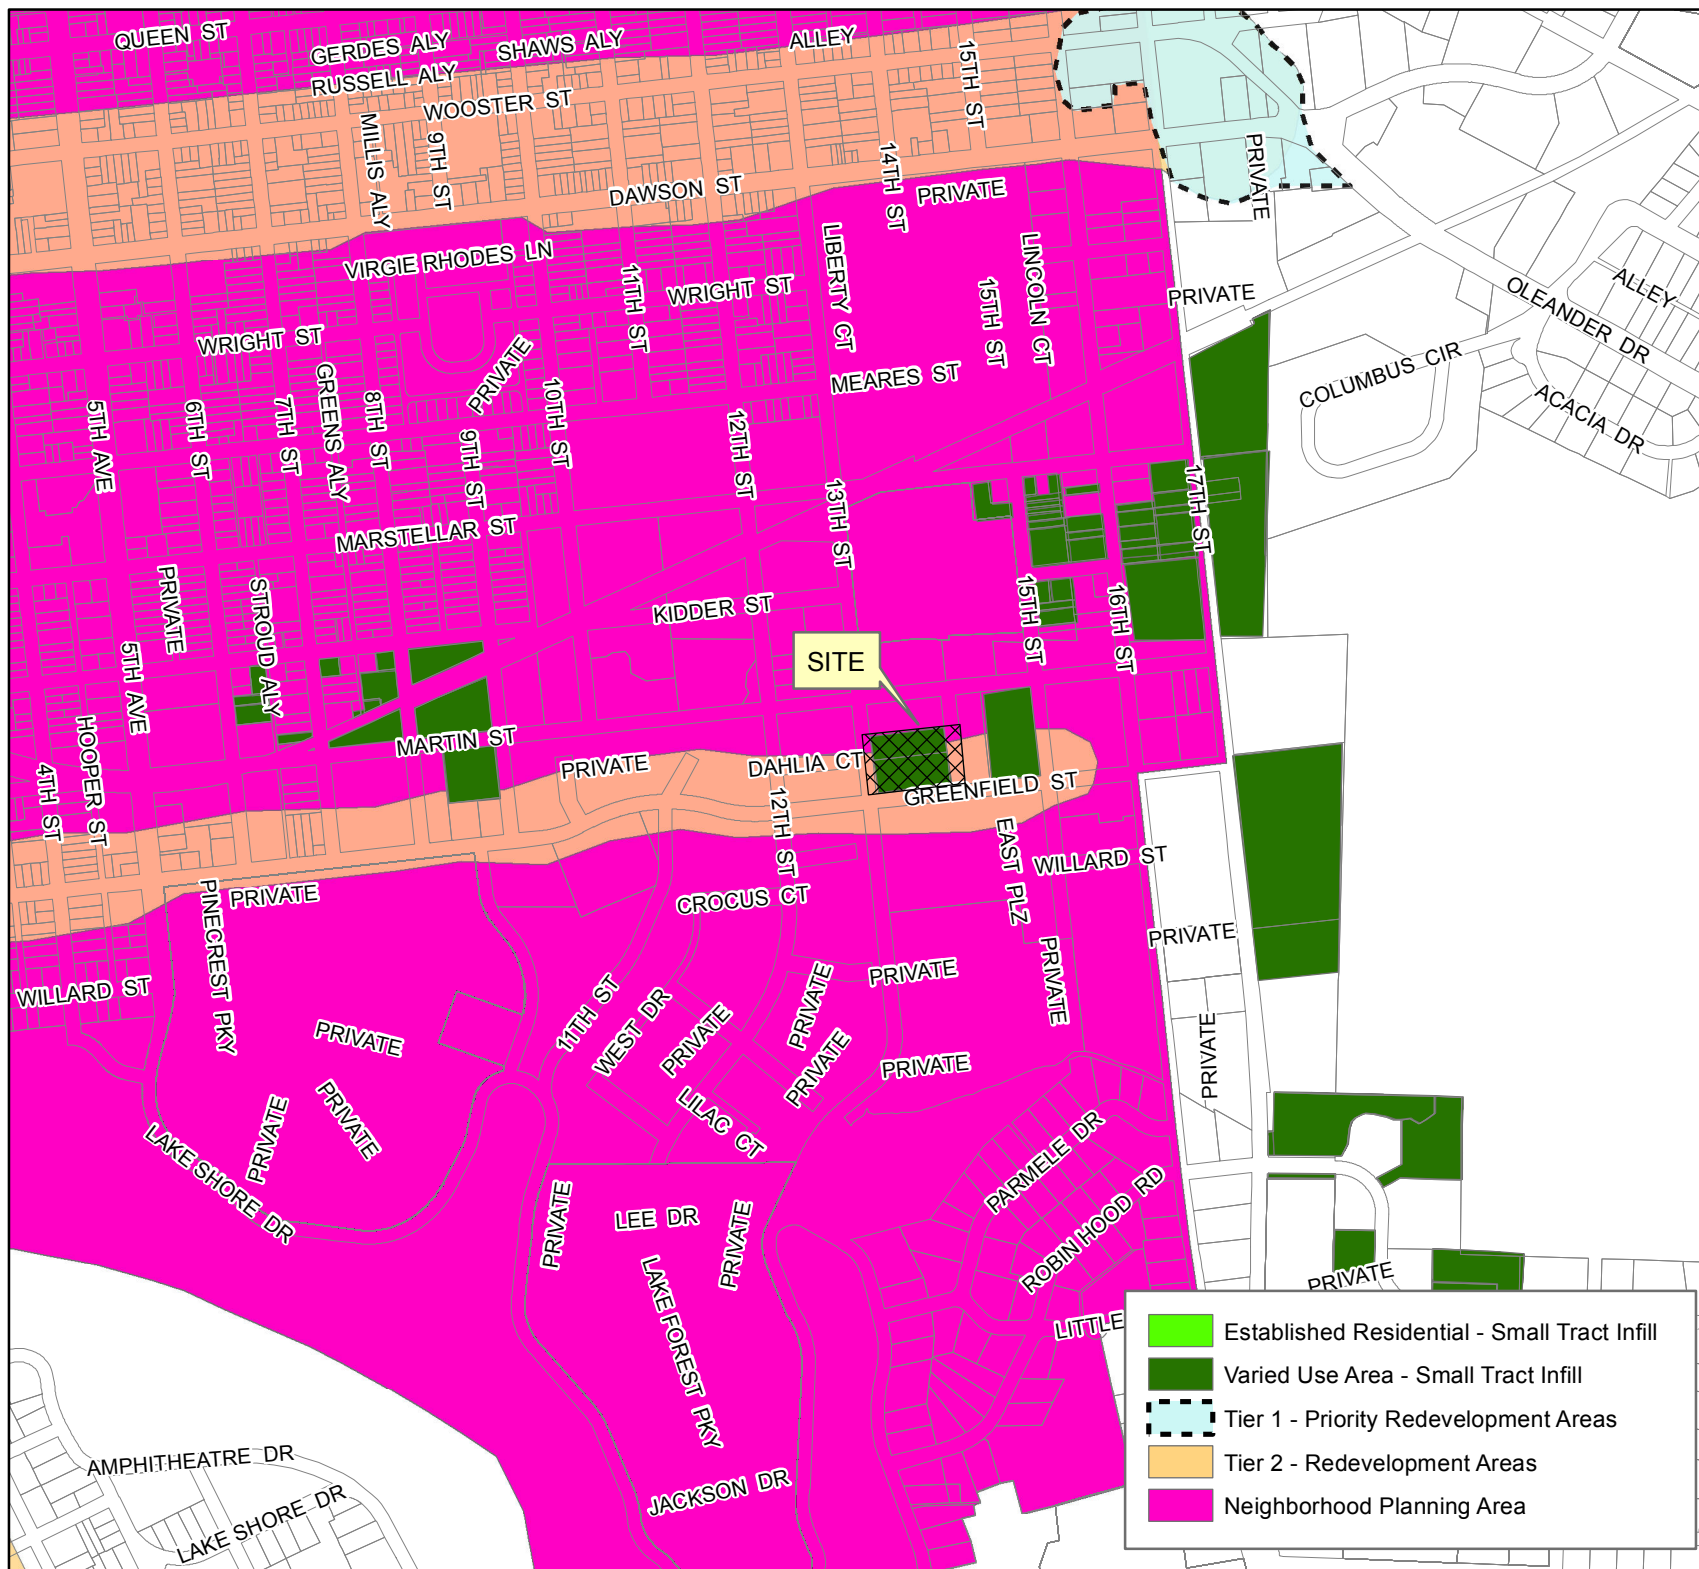 QUEEN ST
GERDES ALY
SHAWS ALY
ALLEY
RUSSELL ALY
WOOSTER ST
15TH ST
MILLIS ALY
9TH ST
14TH ST
PRIVATE
DAWSON ST
PRIVATE
VIRGIE RHODES LN
LIBERTY CT
LINCOLN CT
11TH ST
WRIGHT ST
15TH ST
PRIVATE
OLEANDER DR
ALLEY
WRIGHT ST
PRIVATE
MEARES ST
COLUMBUS CIR
ACACIA DR
5TH AVE
6TH ST
7TH ST
GREENS ALY
8TH ST
9TH ST
10TH ST
12TH ST
13TH ST
17TH ST
MARSTELLAR ST
PRIVATE
STROUD ALY
KIDDER ST
15TH ST
16TH ST
5TH AVE
SITE
HOOPER ST
4TH ST
MARTIN ST
PRIVATE
DAHLIA CT
GREENFIELD ST
12TH ST
EAST PLZ
WILLARD ST
PINECREST PKY
PRIVATE
CROCUS CT
PRIVATE
WILLARD ST
PRIVATE
PRIVATE
PRIVATE
11TH ST
WEST DR
PRIVATE
PRIVATE
PRIVATE
PRIVATE
PRIVATE
PRIVATE
PRIVATE
LILAC CT
LAKE SHORE DR
PARMELE DR
PRIVATE
LEE DR
PRIVATE
ROBIN HOOD RD
LAKE FOREST PKY
PRIVATE
LITTLE
AMPHITHEATRE DR
LAKE SHORE DR
JACKSON DR
Established Residential - Small Tract Infill
Varied Use Area - Small Tract Infill
Tier 1 - Priority Redevelopment Areas
Tier 2 - Redevelopment Areas
Neighborhood Planning Area